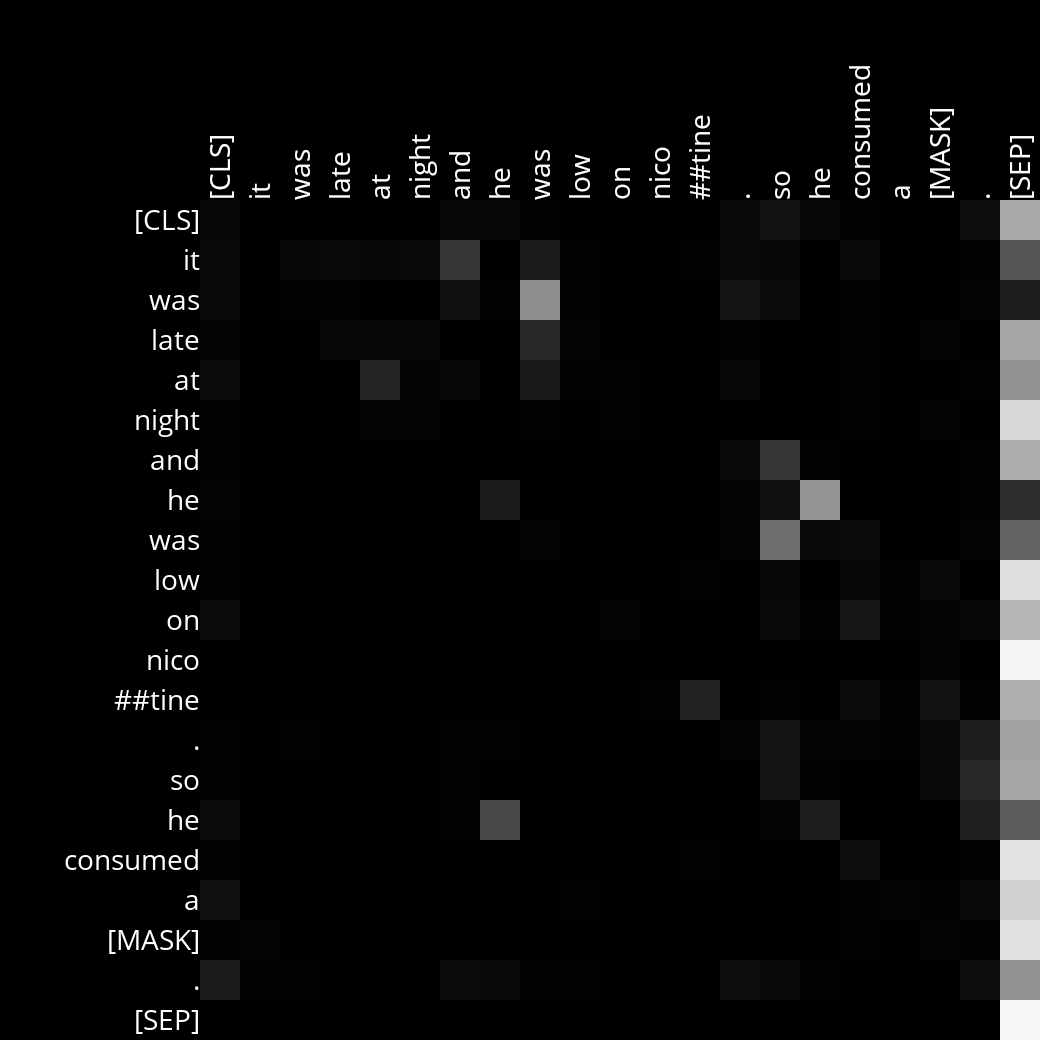 [CLS] it was late at night and he was low on nico ##tine . so he consumed a [MASK] . [SEP]
[CLS]
it
was
late
at
night
and
he
was
low
on
nico
##tine
.
so
he
consumed
a
[MASK]
.
[SEP]